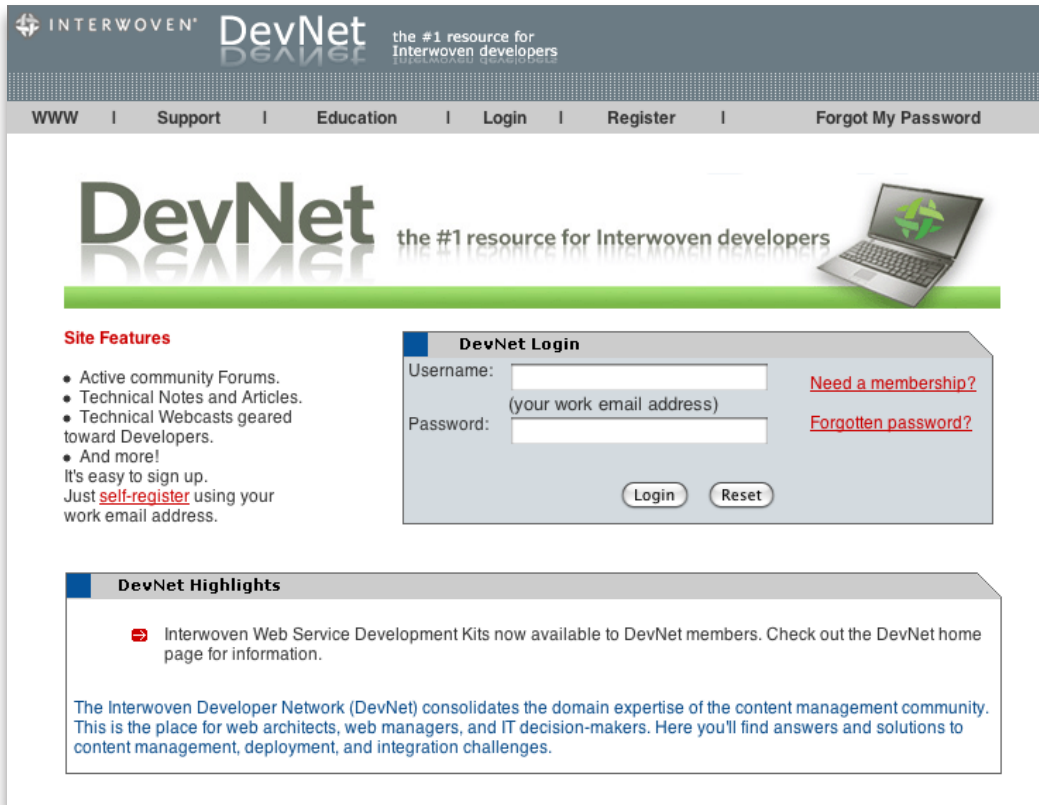 INTERWOVEN® DevNet the #1 resource for
Interwoven developers
WWW | Support | Education | Login | Register | Forgot My Password
DevNet the #1 resource for Interwoven developers
Site Features
• Active community Forums.
• Technical Notes and Articles.
• Technical Webcasts geared
toward Developers.
• And more!
It's easy to sign up.
Just self-register using your
work email address.
DevNet Login
Username:
Need a membership?
(your work email address)
Password:
Forgotten password?
Login Reset
DevNet Highlights
Interwoven Web Service Development Kits now available to DevNet members. Check out the DevNet home
page for information.
The Interwoven Developer Network (DevNet) consolidates the domain expertise of the content management community.
This is the place for web architects, web managers, and IT decision-makers. Here you'll find answers and solutions to
content management, deployment, and integration challenges.